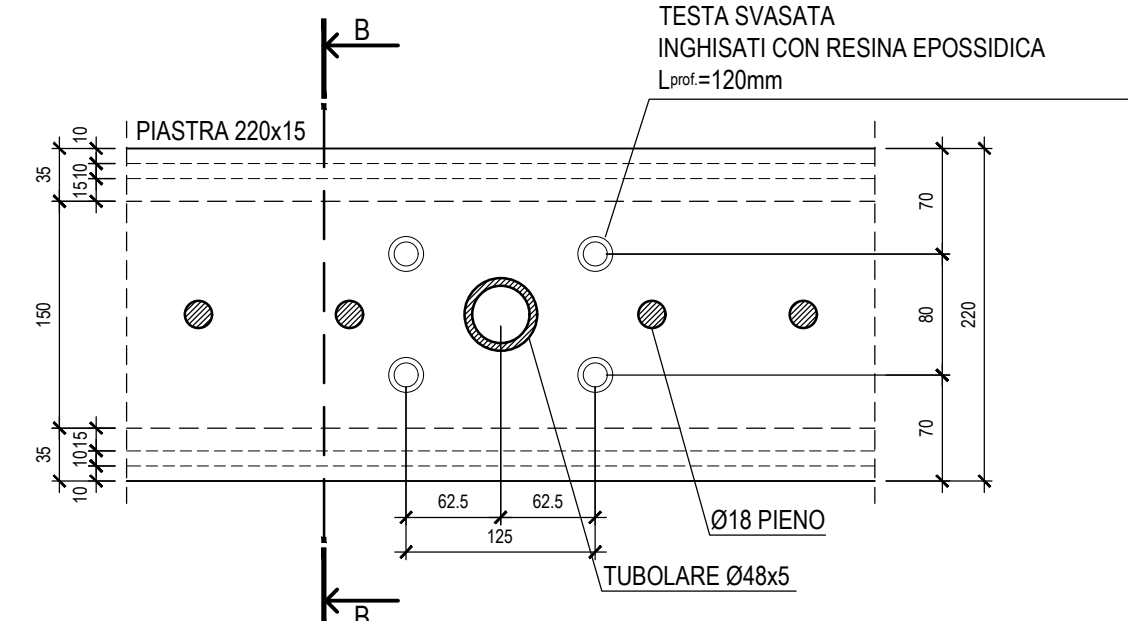 TESTA SVASATA
INGHISATI CON RESINA EPOSSIDICA
Lprof.=120mm
B
PIASTRA 220x15
10
35
10
15
70
150
80
220
35
15
10
10
70
62.5
62.5
125
Ø18 PIENO
TUBOLARE Ø48x5
B